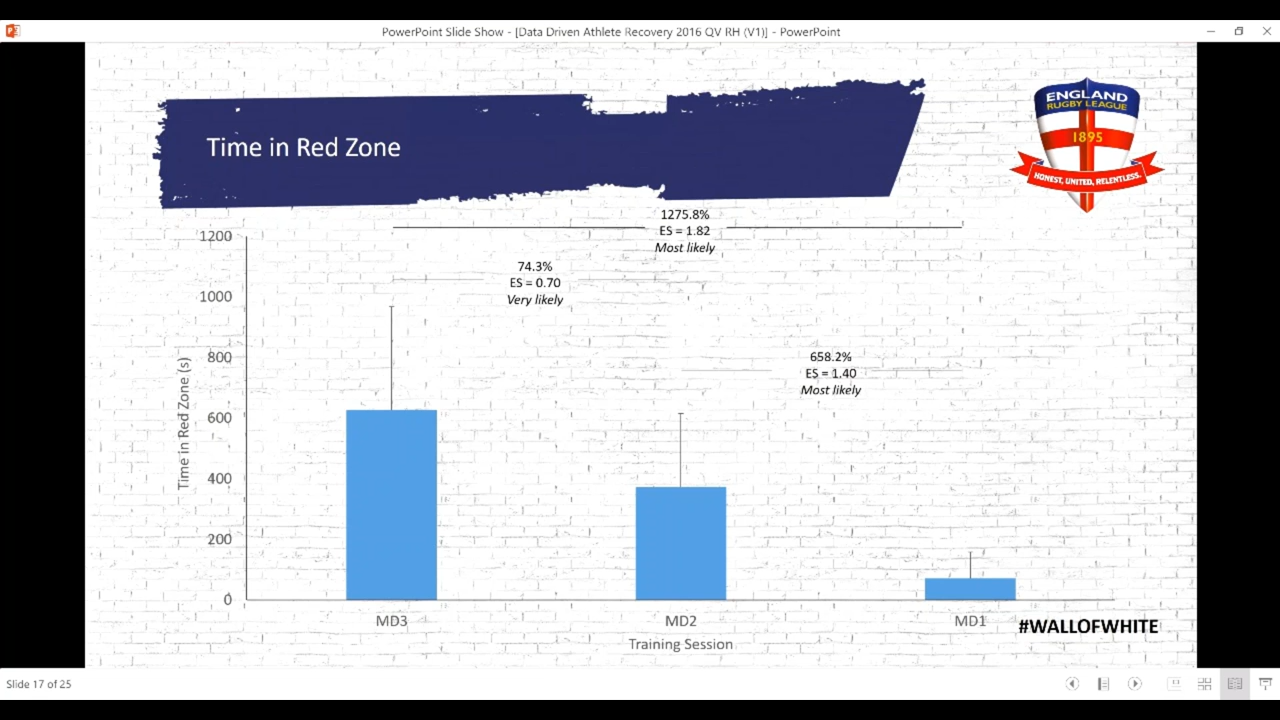 PowerPoint Slide Show - [Data Driven Athlete Recovery 2016 QV RH (V1)] - PowerPoint
Time in Red Zone
ENGLAND
RUGBY LEAGUE
1895
HONEST, UNITED, RELENTLESS.
1275.8%
ES = 1.82
Most likely
74.3%
ES = 0.70
Very likely
658.2%
ES = 1.40
Most likely
1200
1000
800
600
400
200
0
Time in Red Zone (s)
MD3
MD2
MD1
Training Session
#WALLOFWHITE
Slide 17 of 25